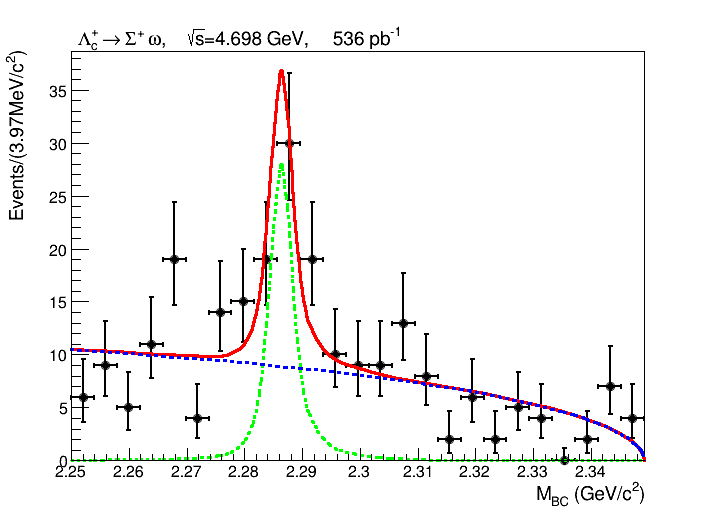 Λc+ → Σ+ ω, √s=4.698 GeV, 536 pb-1
Events/(3.97MeV/c2)
35
30
25
20
15
10
5
0
2.25 2.26 2.27 2.28 2.29 2.3 2.31 2.32 2.33 2.34
MBC (GeV/c2)